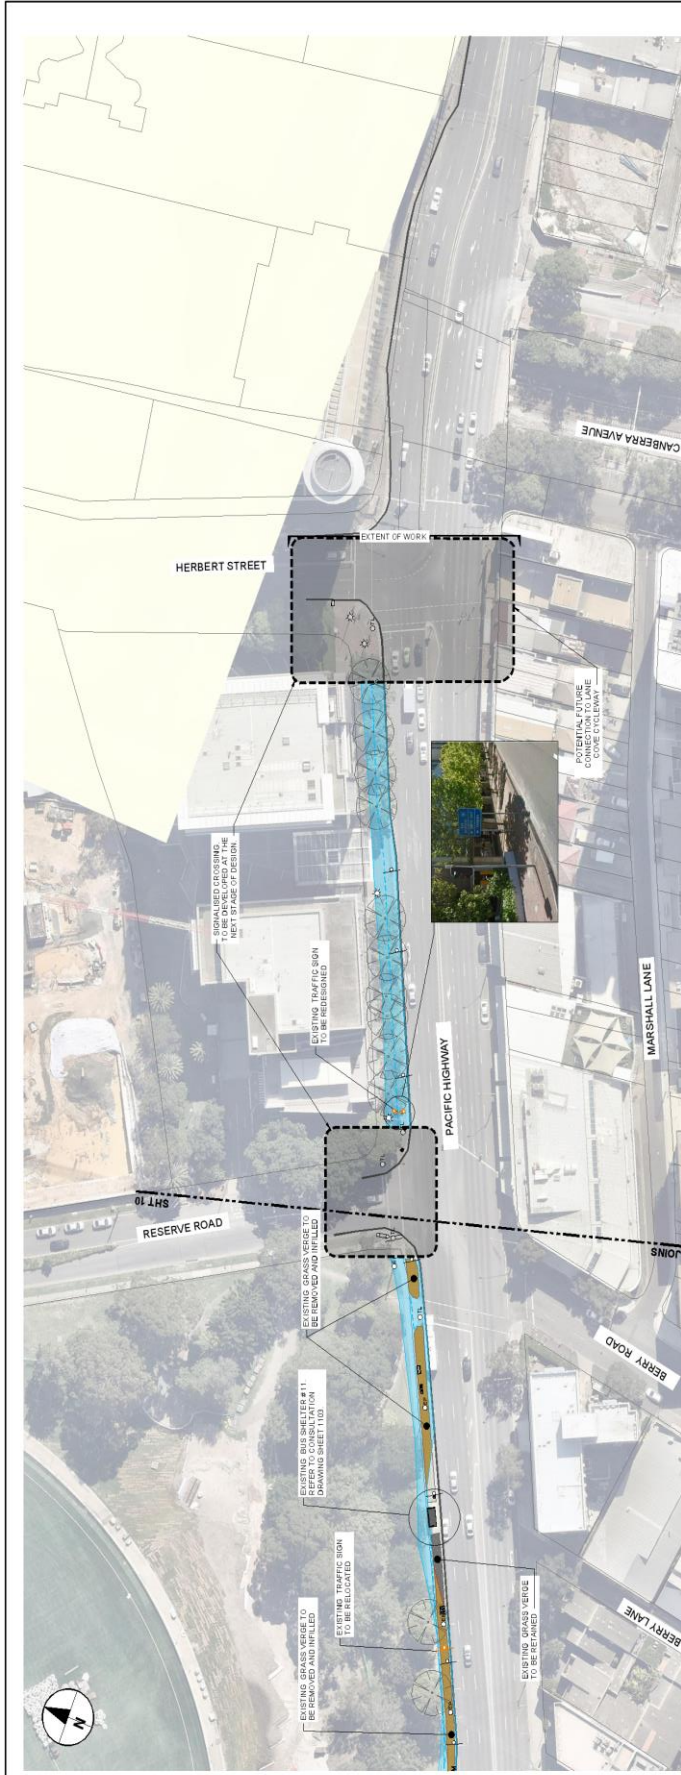 CANBERRA AVENUE
EXTENT OF WORK
HERBERT STREET
POTENTIAL FUTURE
CONNECTION TO LANE
COVE CYCLEWAY
SIGNALISED CROSSING.
TO BE DEVELOPED AT THE
NEXT STAGE OF DESIGN.
EXISTING TRAFFIC SIGN
TO BE REDESIGNED
PACIFIC HIGHWAY
MARSHALL LANE
SHT 10
RESERVE ROAD
JOINS
EXISTING GRASS VERGE TO
BE REMOVED AND INFILLED
BERRY ROAD
EXISTING BUS SHELTER #11.
REFER TO CONSULTATION
DRAWING SHEET 1103.
EXISTING TRAFFIC SIGN
TO BE RELOCATED
EXISTING GRASS VERGE TO
BE REMOVED AND INFILLED
EXISTING GRASS VERGE
TO BE RETAINED
BERRY LANE
N